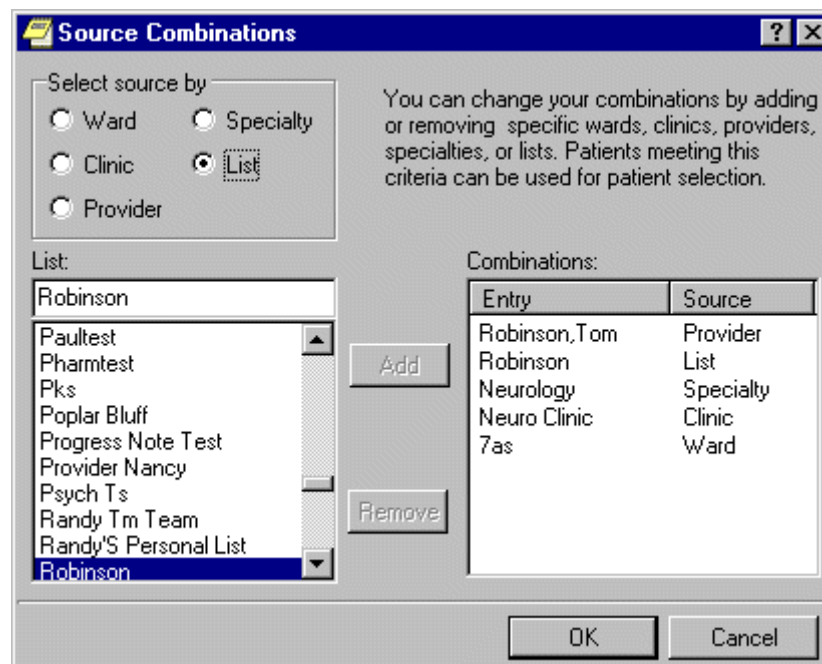 Source Combinations
Select source by
Ward Specialty
Clinic List
Provider
You can change your combinations by adding
or removing specific wards, clinics, providers,
specialties, or lists. Patients meeting this
criteria can be used for patient selection.
List:
Robinson
Paultest
Pharmtest
Pks
Poplar Bluff
Progress Note Test
Provider Nancy
Psych Ts
Randy Tm Team
Randy'S Personal List
Robinson
Add
Remove
Combinations:
Entry Source
Robinson,Tom Provider
Robinson List
Neurology Specialty
Neuro Clinic Clinic
7as Ward
OK Cancel